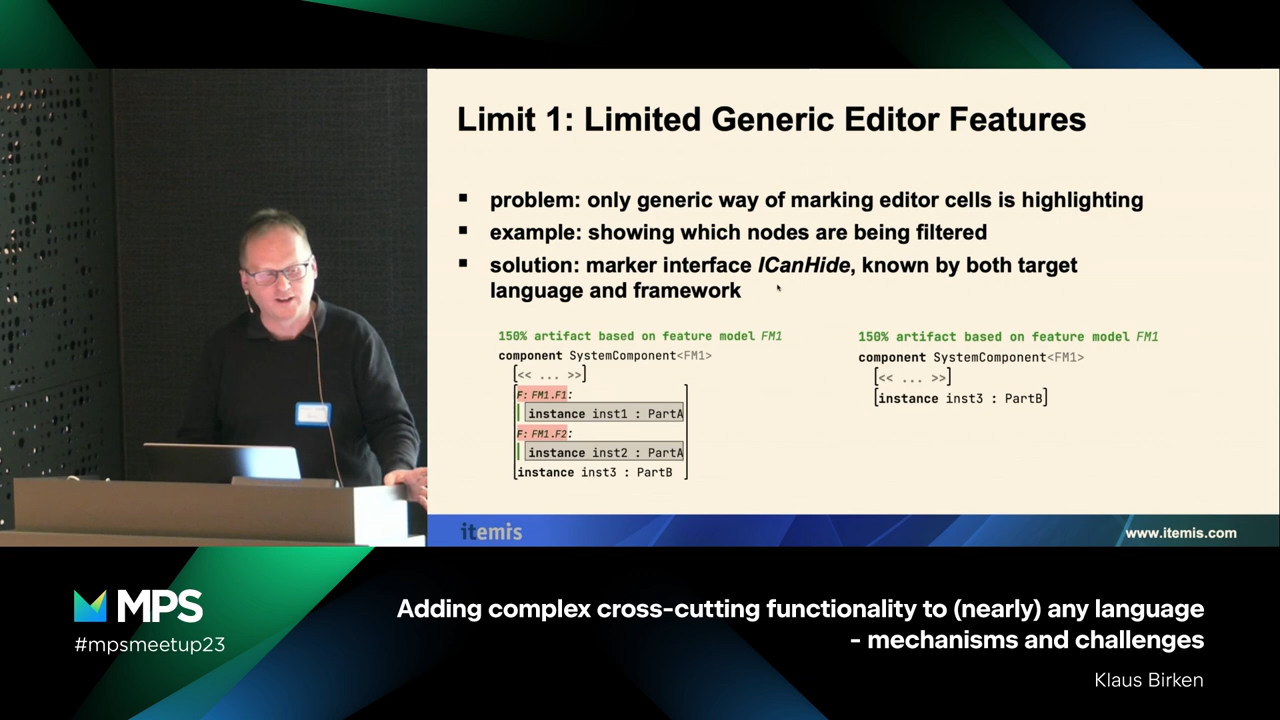 Limit 1: Limited Generic Editor Features
▪ problem: only generic way of marking editor cells is highlighting
▪ example: showing which nodes are being filtered
▪ solution: marker interface ICanHide, known by both target
language and framework
150% artifact based on feature model FM1
component SystemComponent<FM1>
[<< ... >>]
F: FM1.F1:
instance inst1 : PartA
F: FM1.F2:
instance inst2 : PartA
instance inst3 : PartB
150% artifact based on feature model FM1
component SystemComponent<FM1>
[<< ... >>]
[instance inst3 : PartB]
itemis
www.itemis.com
MPS
#mpsmeetup23
Adding complex cross-cutting functionality to (nearly) any language
- mechanisms and challenges
Klaus Birken